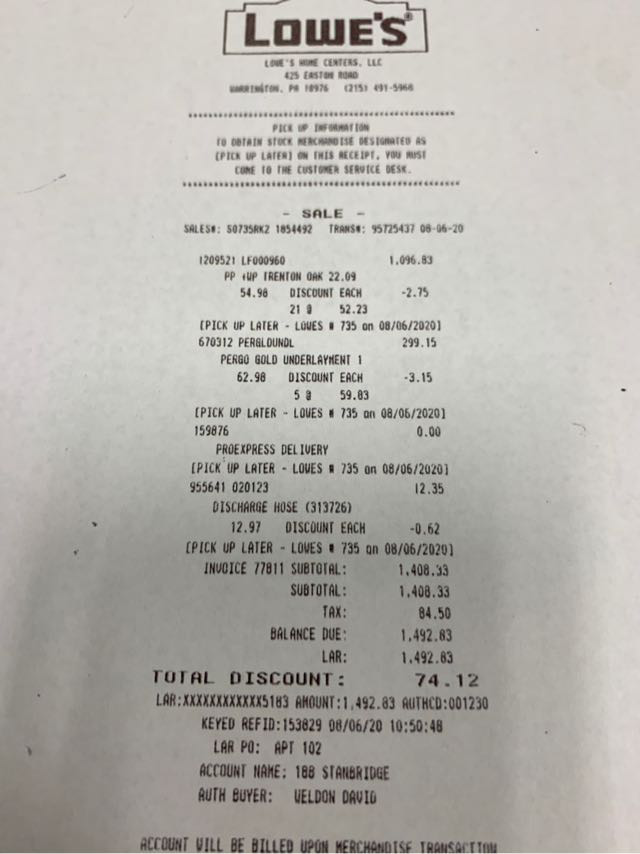 LOWE'S®
LOWE'S HOME CENTERS, LLC
425 EASTON ROAD
WARRINGTON, PA 18976 (215) 491-5968
PICK UP INFORMATION
TO OBTAIN STOCK MERCHANDISE DESIGNATED AS
[PICK UP LATER] ON THIS RECEIPT, YOU MUST
COME TO THE CUSTOMER SERVICE DESK.
- SALE -
SALES#: S0735RK2 1854492 TRANS#: 95725437 08-06-20
1209521 LF000960 1,096.83
PP +UP TRENTON OAK 22.09
54.98 DISCOUNT EACH -2.75
21 @ 52.23
[PICK UP LATER - LOWES # 735 on 08/06/2020]
670312 PERGLOUNDL 299.15
PERGO GOLD UNDERLAYMENT 1
62.98 DISCOUNT EACH -3.15
5 @ 59.83
[PICK UP LATER - LOWES # 735 on 08/06/2020]
159876 0.00
PROEXPRESS DELIVERY
[PICK UP LATER - LOWES # 735 on 08/06/2020]
955641 020123 12.35
DISCHARGE HOSE (313726)
12.97 DISCOUNT EACH -0.62
[PICK UP LATER - LOWES # 735 on 08/06/2020]
INVOICE 77811 SUBTOTAL: 1,408.33
SUBTOTAL: 1,408.33
TAX: 84.50
BALANCE DUE: 1,492.83
LAR: 1,492.83
TOTAL DISCOUNT: 74.12
LAR:XXXXXXXXXXXX5183 AMOUNT:1,492.83 AUTHCD:001230
KEYED REFID:153829 08/06/20 10:50:48
LAR PO: APT 102
ACCOUNT NAME: 188 STANBRIDGE
AUTH BUYER: WELDON DAVID
ACCOUNT WILL BE BILLED UPON MERCHANDISE TRANSACTION